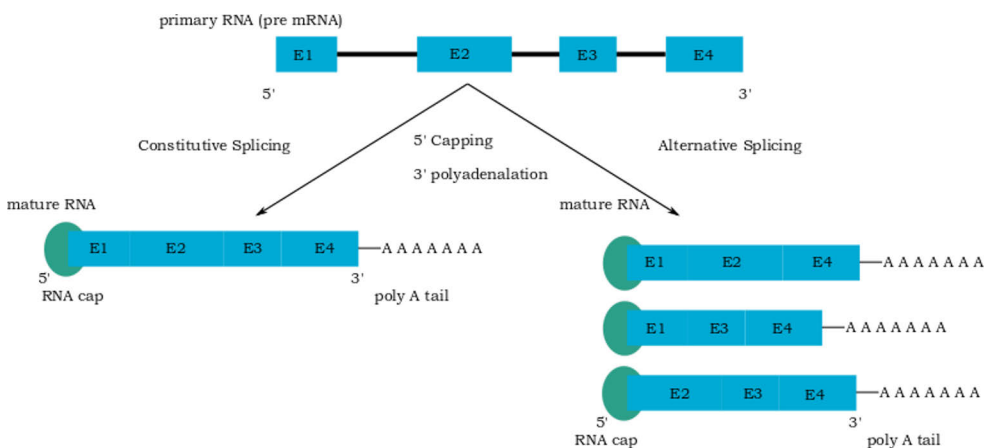 primary RNA (pre mRNA)
E1 E2 E3 E4
5' 3'
Constitutive Splicing
5' Capping
3' polyadenalation
Alternative Splicing
mature RNA
E1 E2 E3 E4 A A A A A A A
5' 3'
RNA cap poly A tail
mature RNA
E1 E2 E4 A A A A A A A
E1 E3 E4 A A A A A A A
E2 E3 E4 A A A A A A A
5' 3'
RNA cap poly A tail